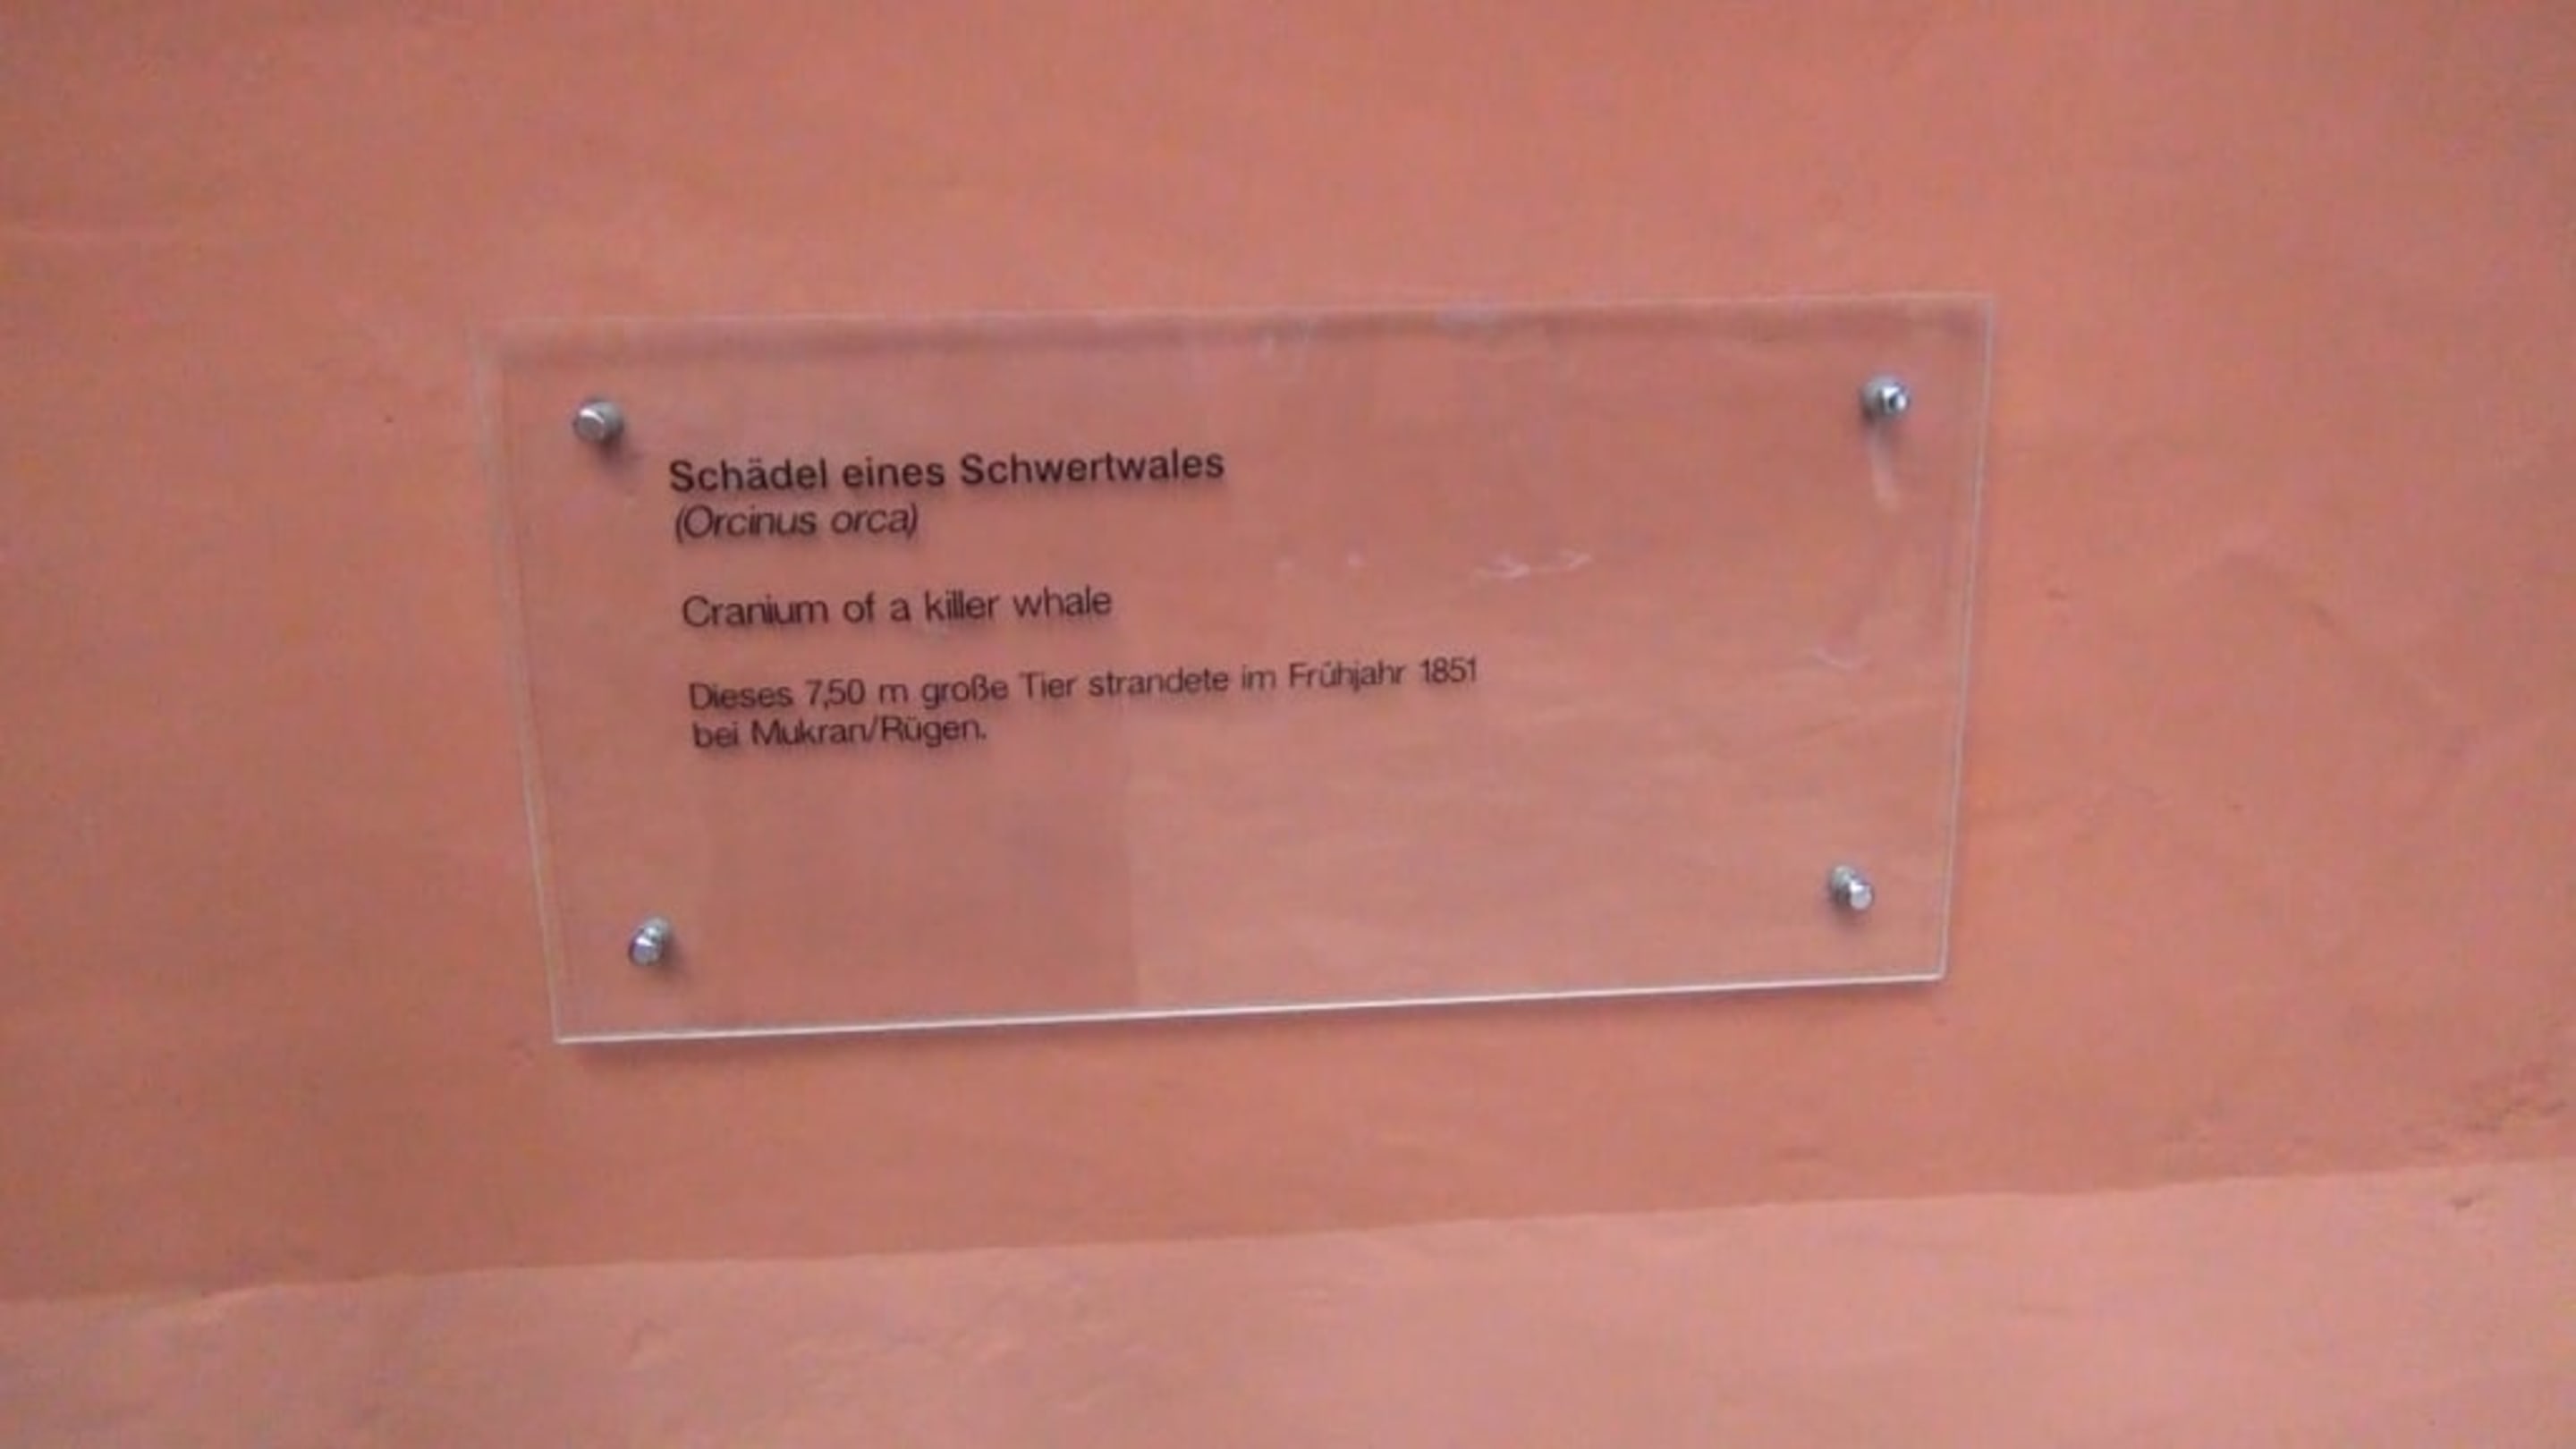 Schädel eines Schwertwales
(Orcinus orca)
Cranium of a killer whale
Dieses 7,50 m große Tier strandete im Frühjahr 1851
bei Mukran/Rügen.